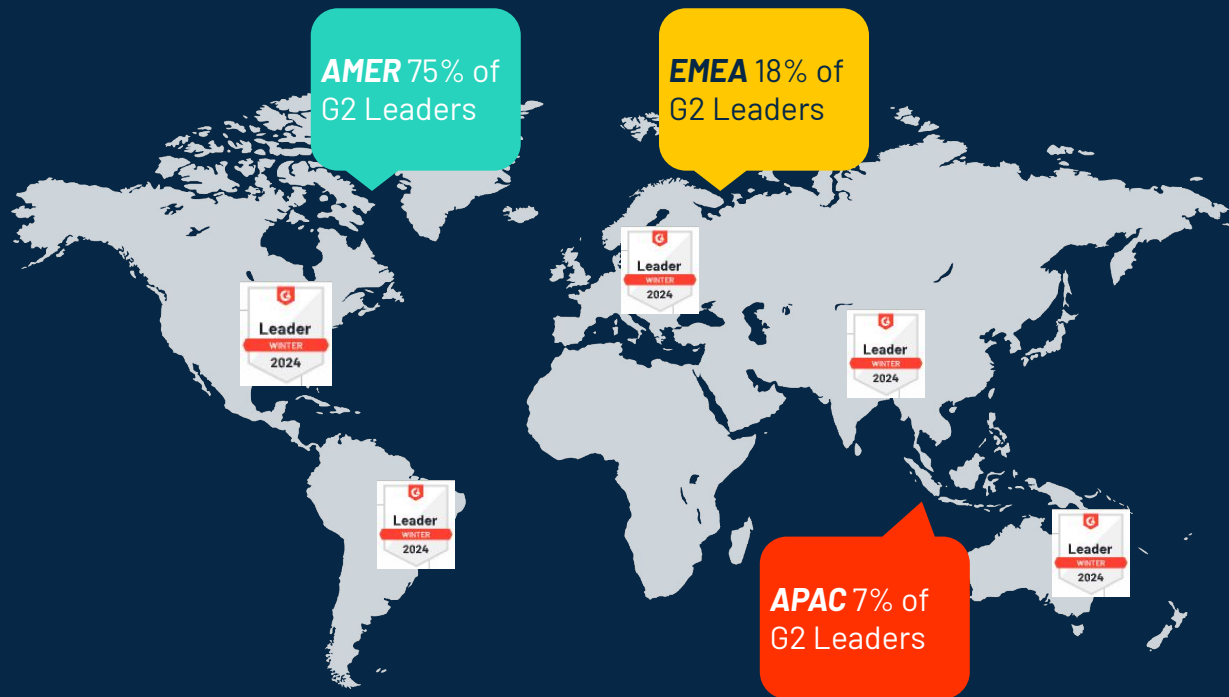 AMER 75% of
G2 Leaders
EMEA 18% of
G2 Leaders
Leader
WINTER
2024
Leader
WINTER
2024
Leader
WINTER
2024
Leader
WINTER
2024
Leader
WINTER
2024
APAC 7% of
G2 Leaders